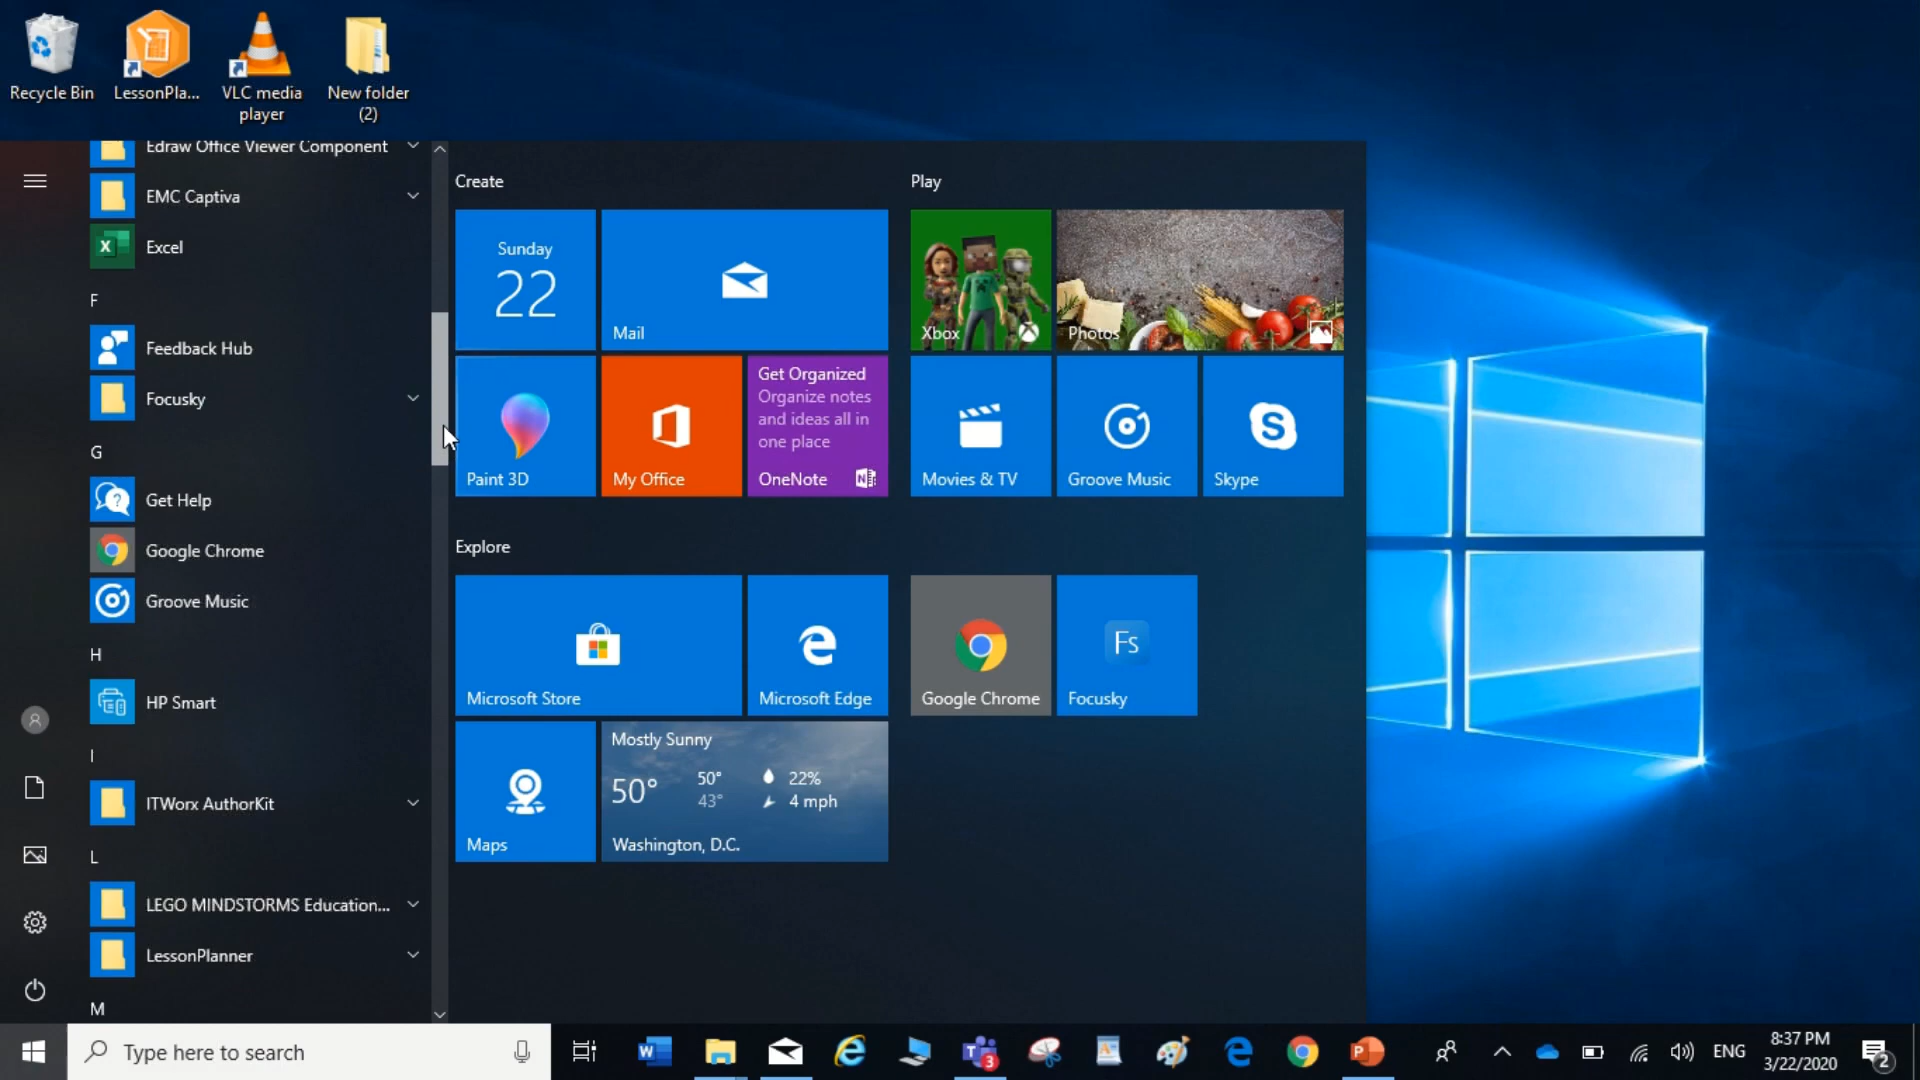 Recycle Bin
LessonPla...
VLC media
player
New folder
(2)
Edraw Office Viewer Component
EMC Captiva
Excel
F
Feedback Hub
Focusky
G
Get Help
Google Chrome
Groove Music
H
HP Smart
I
ITWorx AuthorKit
L
LEGO MINDSTORMS Education...
LessonPlanner
M
Create
Sunday
22
Mail
Paint 3D
My Office
Get Organized
Organize notes
and ideas all in
one place
OneNote
Play
Xbox
Photos
Movies & TV
Groove Music
Skype
Explore
Microsoft Store
Microsoft Edge
Google Chrome
Fs
Focusky
Maps
Mostly Sunny
50° 50° 22%
43° 4 mph
Washington, D.C.
Type here to search
3
ENG
8:37 PM
3/22/2020
2